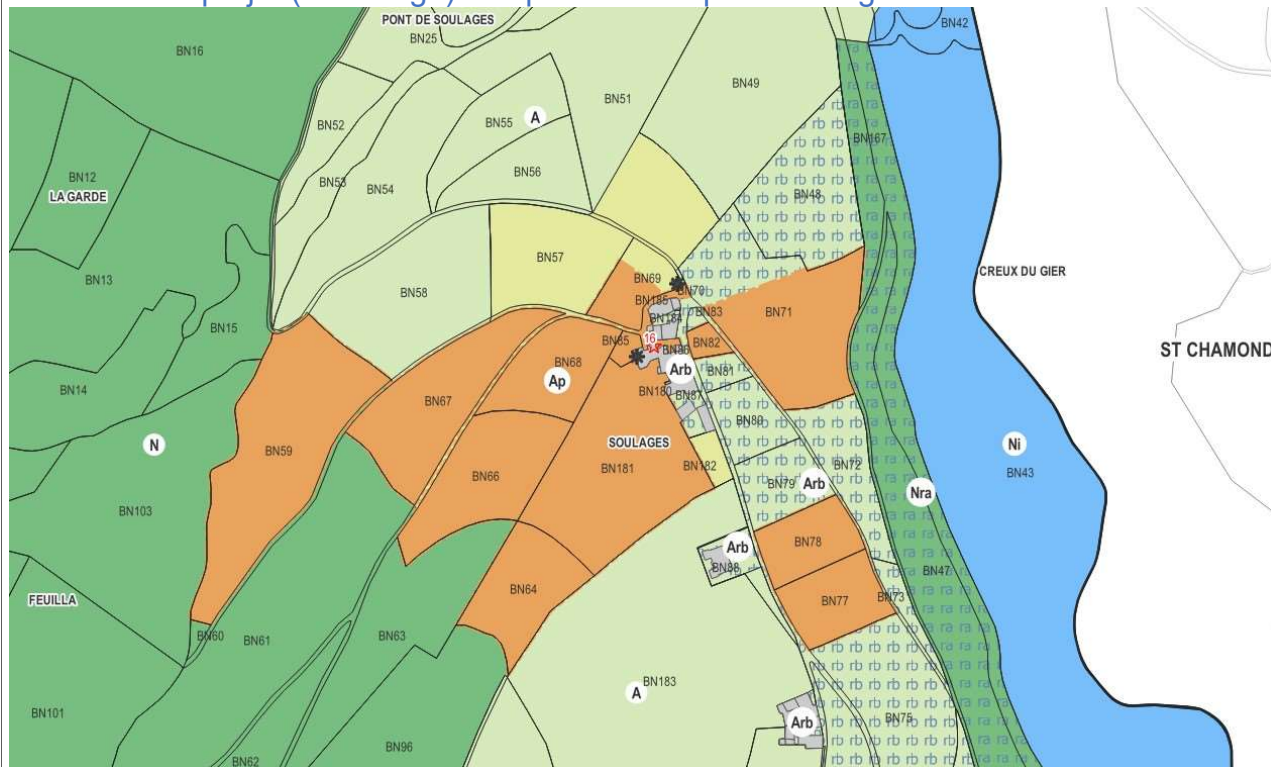 PONT DE SOULAGES
BN42
BN16
BN25
BN49
BN51
BN52
BN55
A
BN167
BN56
BN12
LA GARDE
BN53
BN54
BN48
BN57
BN13
BN69
BN70
CREUX DU GIER
BN58
BN185
BN184
BN83
BN71
BN15
16
BN85
BN82
ST CHAMOND
BN68
Arb
BN81
BN14
Ap
BN180
BN87
BN67
BN80
N
SOULAGES
Ni
BN59
BN66
BN181
BN182
BN72
BN43
BN79
Arb
Nra
BN103
BN78
Arb
BN88
BN47
FEUILLA
BN64
BN77
BN73
BN60
BN61
BN63
BN183
A
BN101
Arb
BN75
BN96
BN62